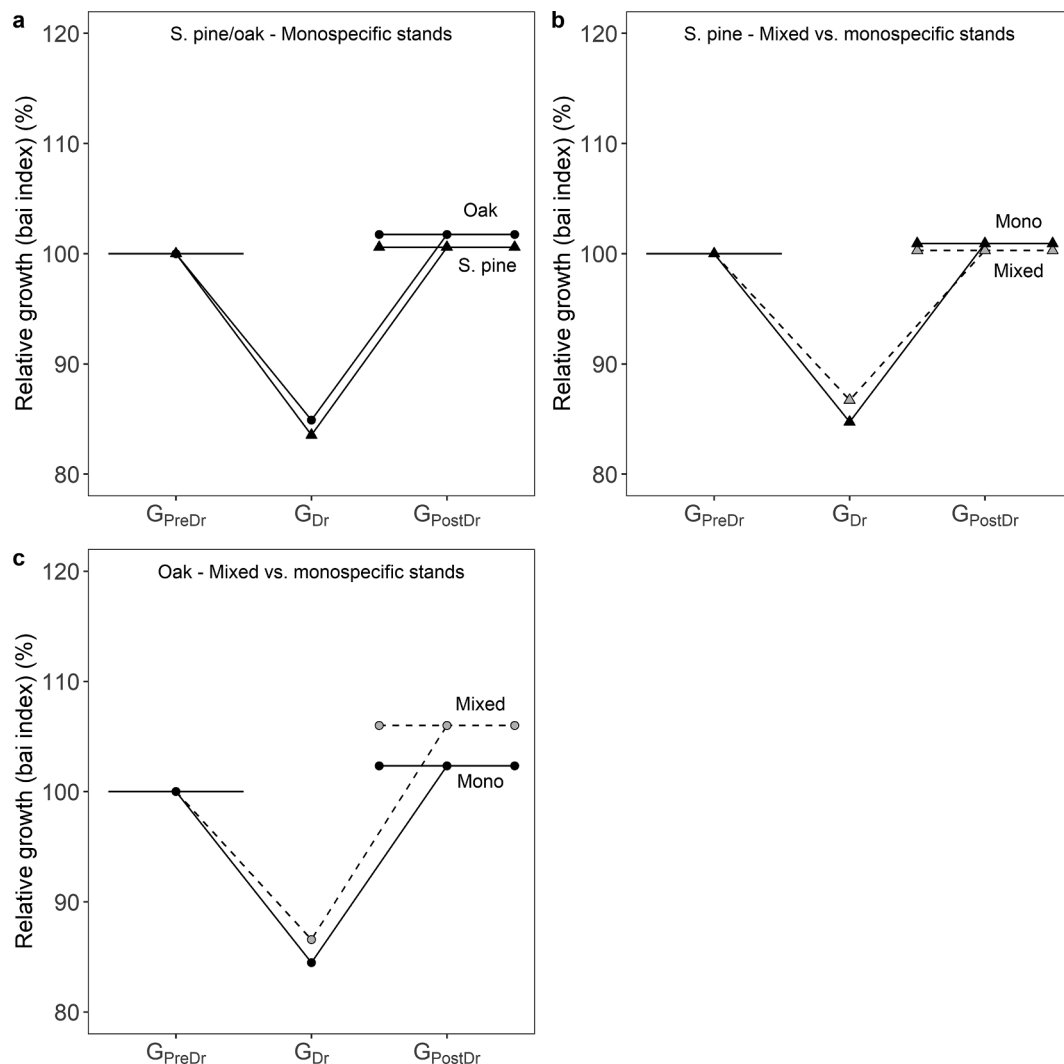 a
S. pine/oak - Monospecific stands
Relative growth (bai index) (%)
120
110
100
90
80
Oak
S. pine
GPreDr
GDr
GPostDr
b
S. pine - Mixed vs. monospecific stands
Relative growth (bai index) (%)
120
110
100
90
80
Mono
Mixed
GPreDr
GDr
GPostDr
c
Oak - Mixed vs. monospecific stands
Relative growth (bai index) (%)
120
110
100
90
80
Mixed
Mono
GPreDr
GDr
GPostDr